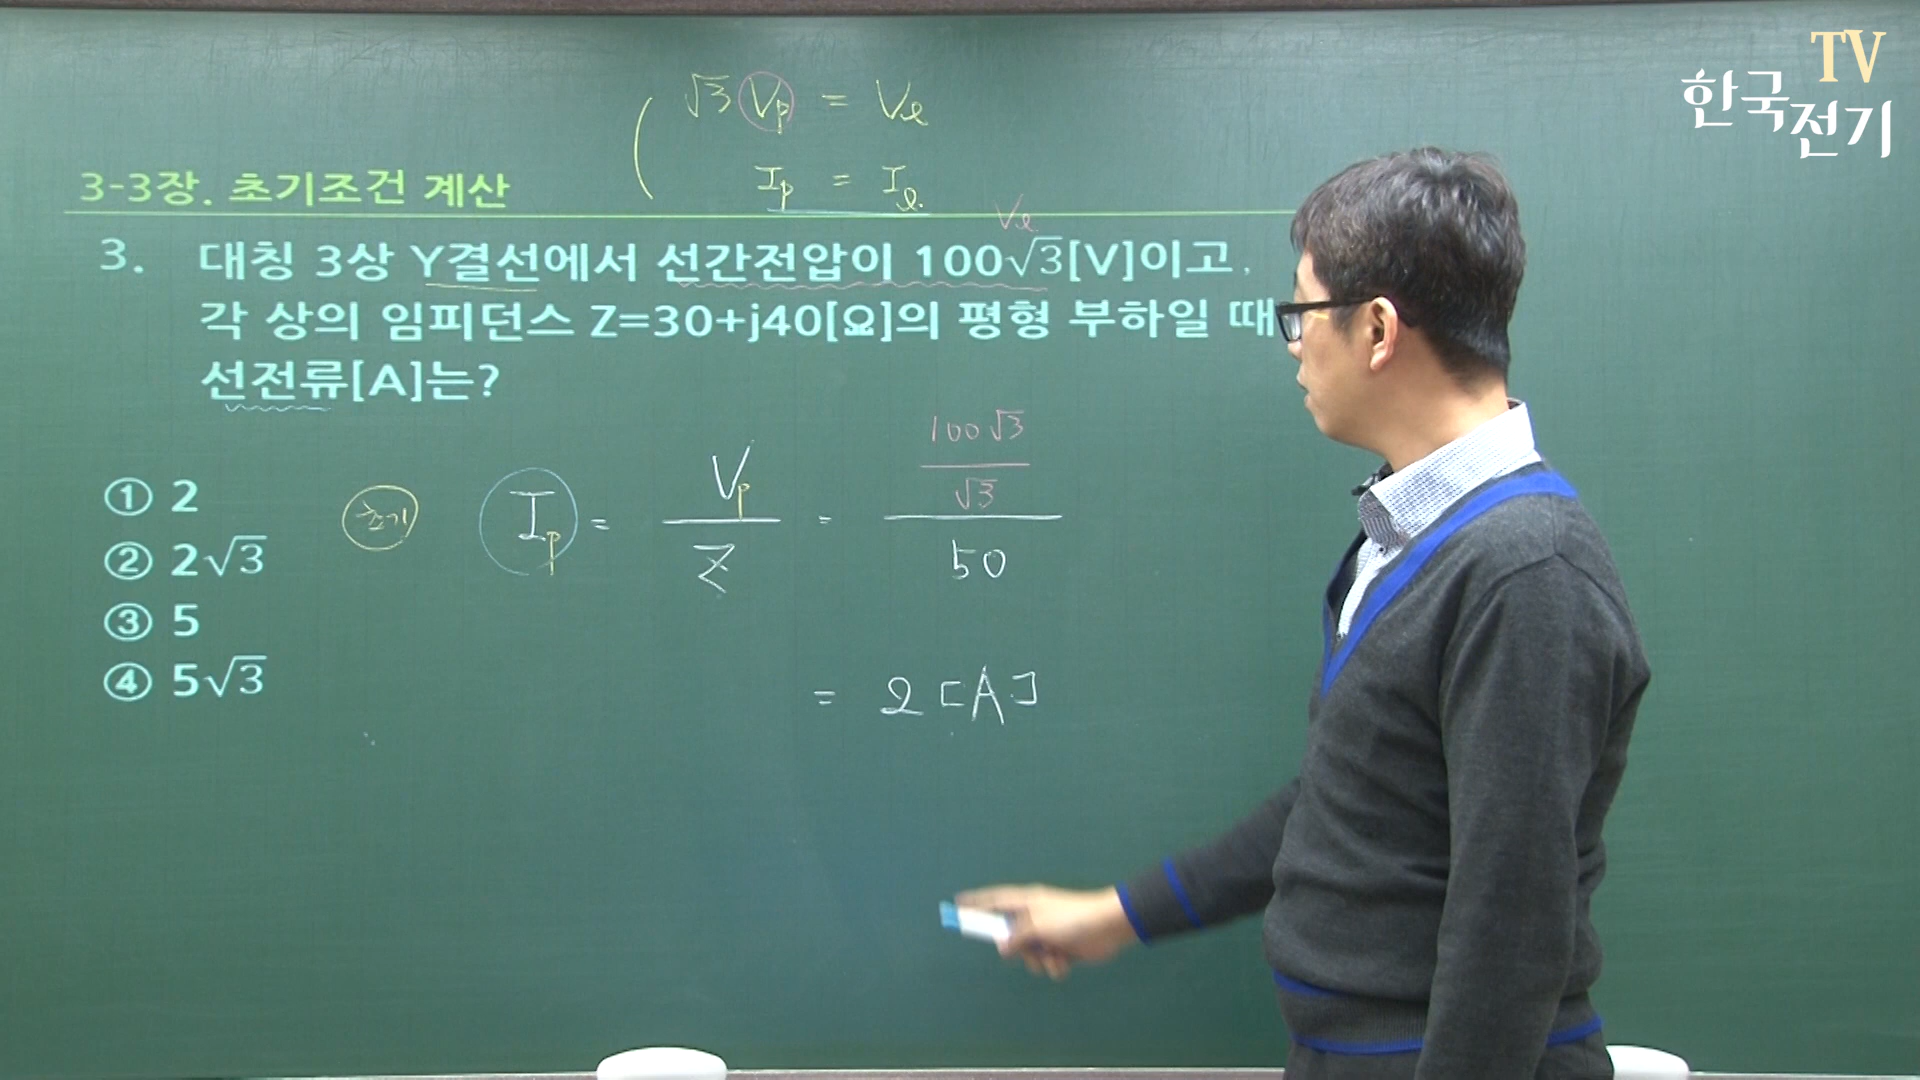 TV
한국
전기
√3 Vp = Vℓ
Ip = Iℓ
3-3장. 초기조건 계산
Vℓ
3. 대칭 3상 Y결선에서 선간전압이 100√3[V]이고,
각 상의 임피던스 Z=30+j40[Ω]의 평형 부하일 때
선전류[A]는?
① 2
② 2√3
③ 5
④ 5√3
초기 Ip = Vp / Z = 100√3 / √3 / 50
= 2 [A]